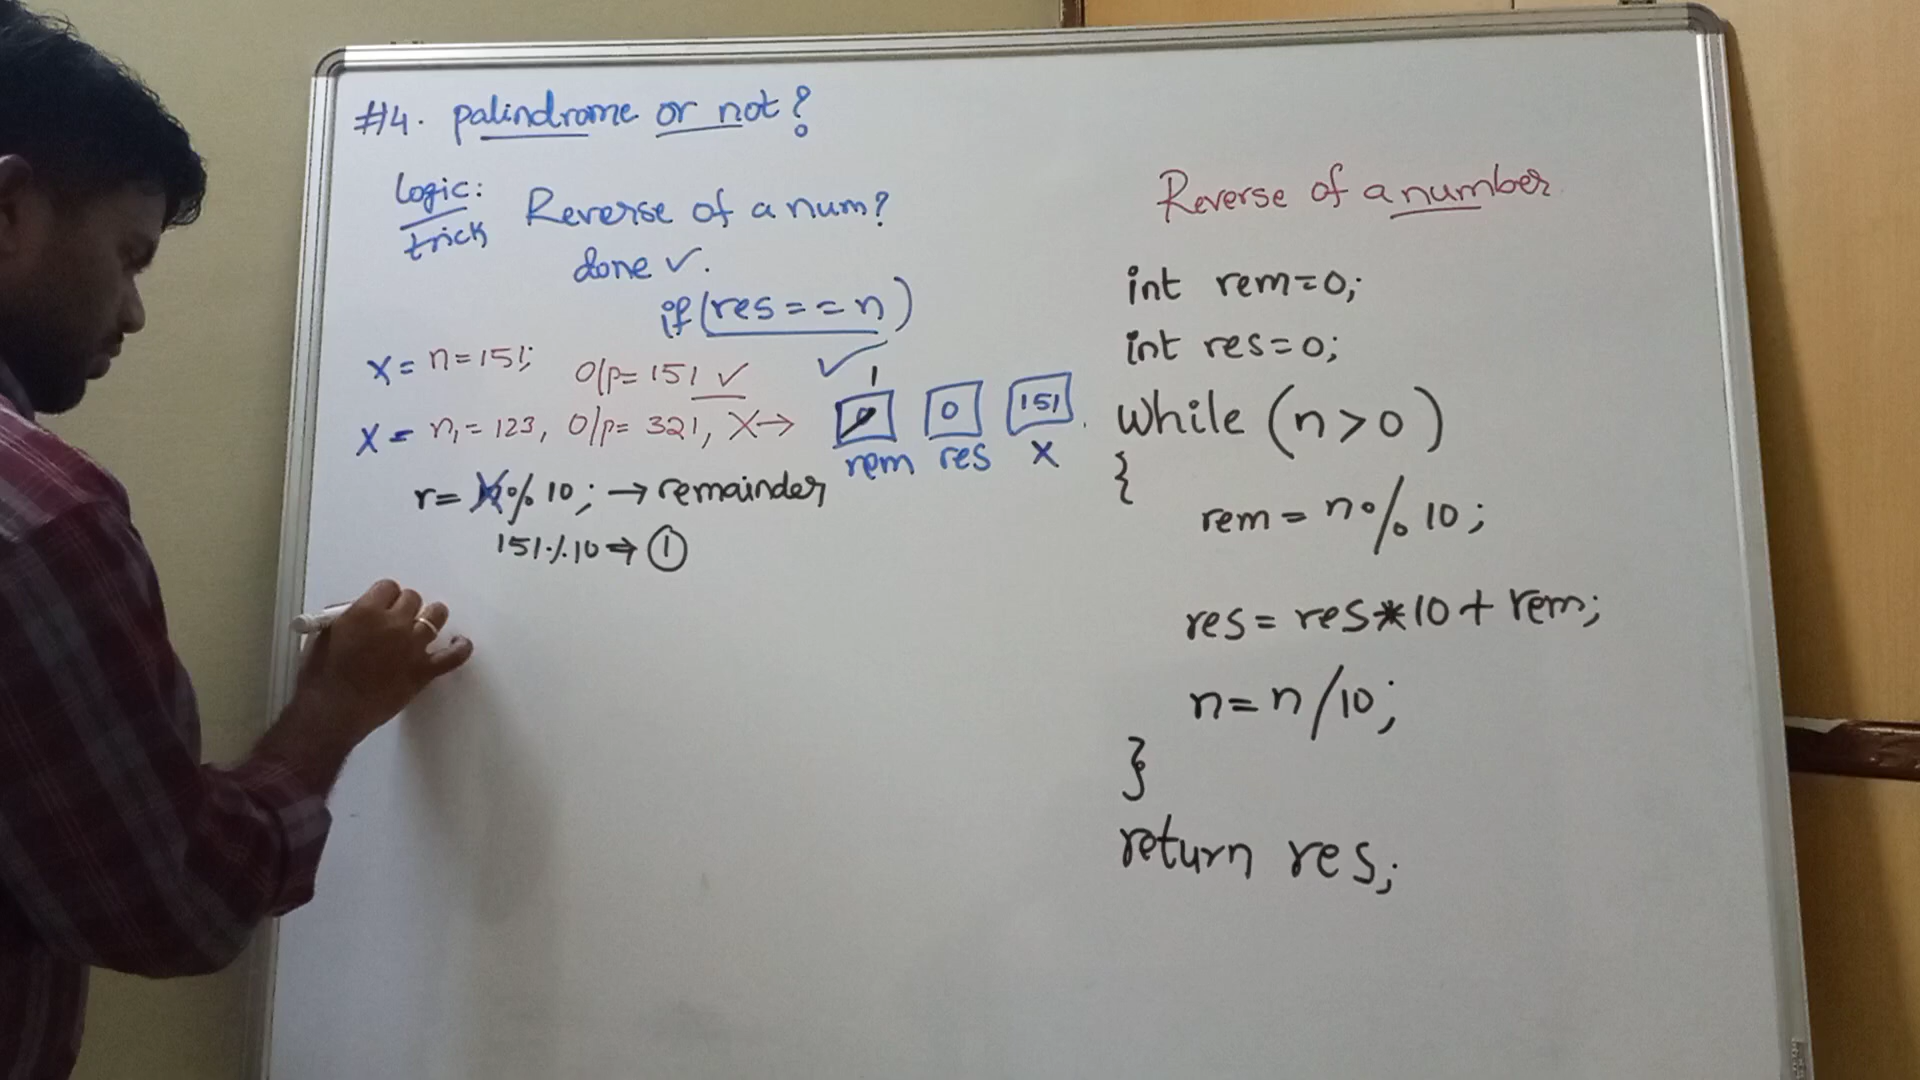 #4. palindrome or not?
Logic:
trick
Reverse of a num?
done ✓.
if(res==n)
✓
x = n=151; O/p= 151 ✓
x = n₁= 123, O/p= 321, X→
1
0 0 151
rem res X
r= % 10; → remainder
151%10 → 1
Reverse of a number
int rem=0;
int res=0;
while (n>0)
{
rem = n%10;
res = res*10 + rem;
n=n/10;
}
return res;